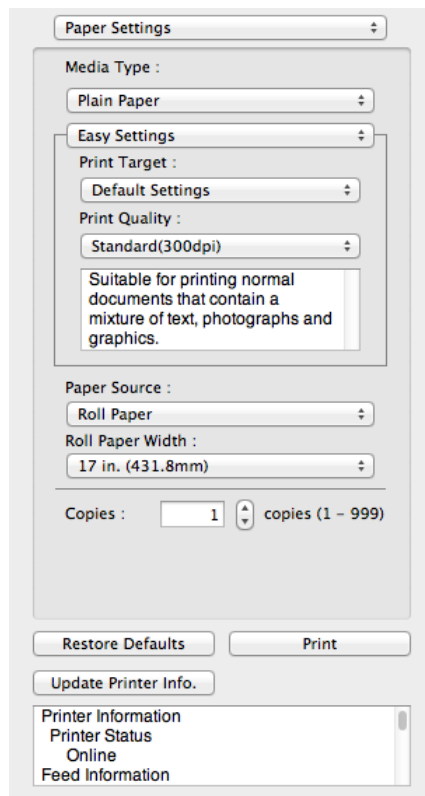 Paper Settings
Media Type :
Plain Paper
Easy Settings
Print Target :
Default Settings
Print Quality :
Standard(300dpi)
Suitable for printing normal
documents that contain a
mixture of text, photographs and
graphics.
Paper Source :
Roll Paper
Roll Paper Width :
17 in. (431.8mm)
Copies : 1 copies (1 – 999)
Restore Defaults Print
Update Printer Info.
Printer Information
Printer Status
Online
Feed Information